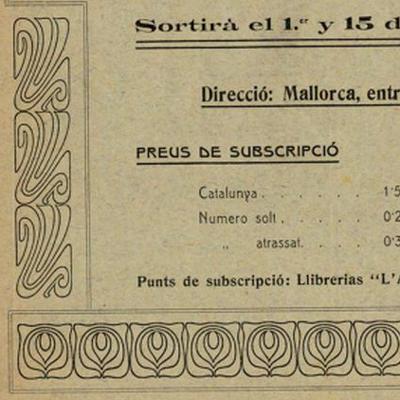 Sortirà el 1.er y 15 d
Direcció: Mallorca, entr
PREUS DE SUBSCRIPCIÓ
Catalunya . . . . . 1'5
Numero solt . . . . . 0'2
„ atrassat. . . . . 0'3
Punts de subscripció: Llibrerias “L'A